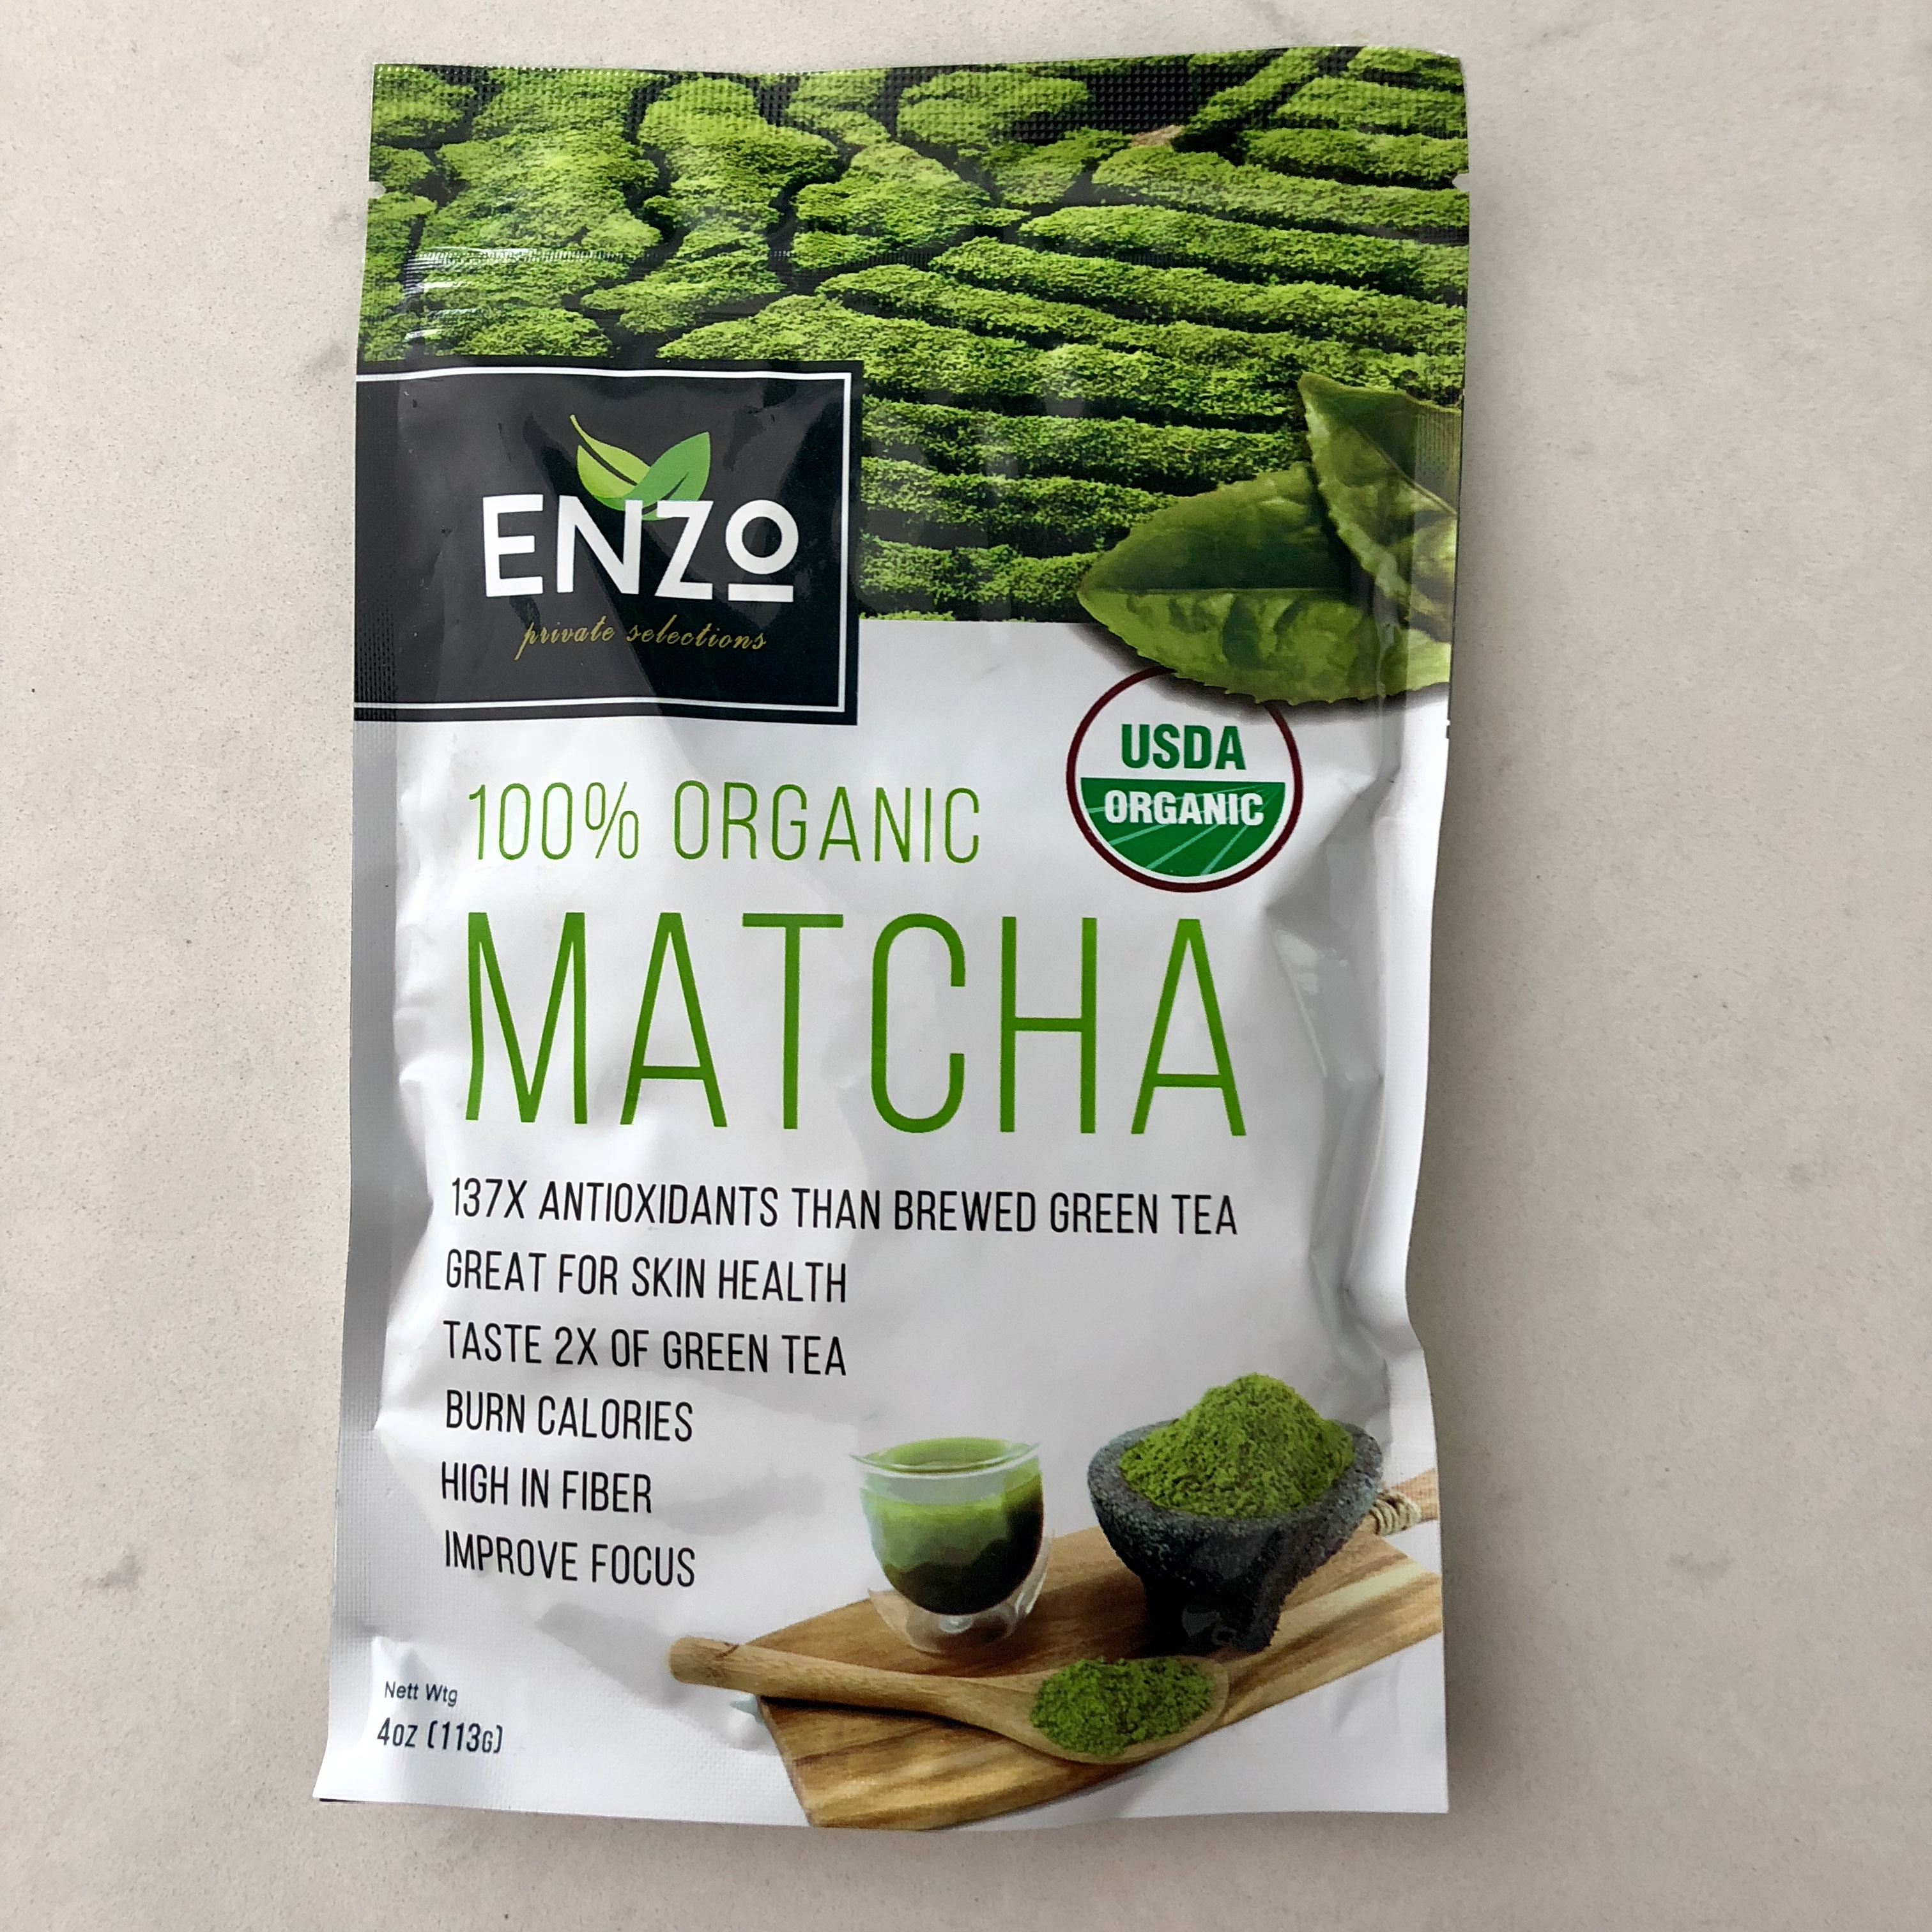 ENZO
private selections
USDA
ORGANIC
100% ORGANIC
MATCHA
137X ANTIOXIDANTS THAN BREWED GREEN TEA
GREAT FOR SKIN HEALTH
TASTE 2X OF GREEN TEA
BURN CALORIES
HIGH IN FIBER
IMPROVE FOCUS
Nett Wtg
4oz (113g)